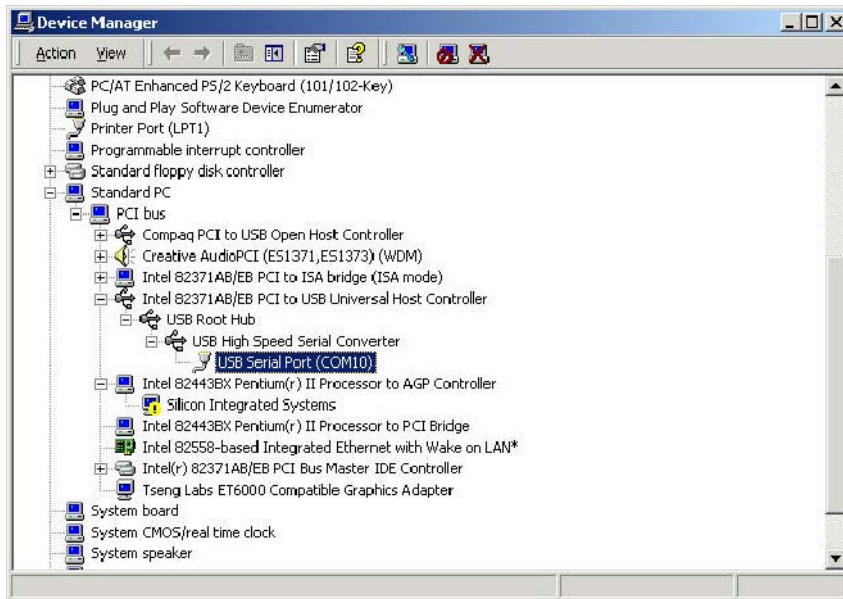 Device Manager
Action View
PC/AT Enhanced PS/2 Keyboard (101/102-Key)
Plug and Play Software Device Enumerator
Printer Port (LPT1)
Programmable interrupt controller
Standard floppy disk controller
Standard PC
PCI bus
Compaq PCI to USB Open Host Controller
Creative AudioPCI (ES1371,ES1373) (WDM)
Intel 82371AB/EB PCI to ISA bridge (ISA mode)
Intel 82371AB/EB PCI to USB Universal Host Controller
USB Root Hub
USB High Speed Serial Converter
USB Serial Port (COM10)
Intel 82443BX Pentium(r) II Processor to AGP Controller
Silicon Integrated Systems
Intel 82443BX Pentium(r) II Processor to PCI Bridge
Intel 82558-based Integrated Ethernet with Wake on LAN*
Intel(r) 82371AB/EB PCI Bus Master IDE Controller
Tseng Labs ET6000 Compatible Graphics Adapter
System board
System CMOS/real time clock
System speaker